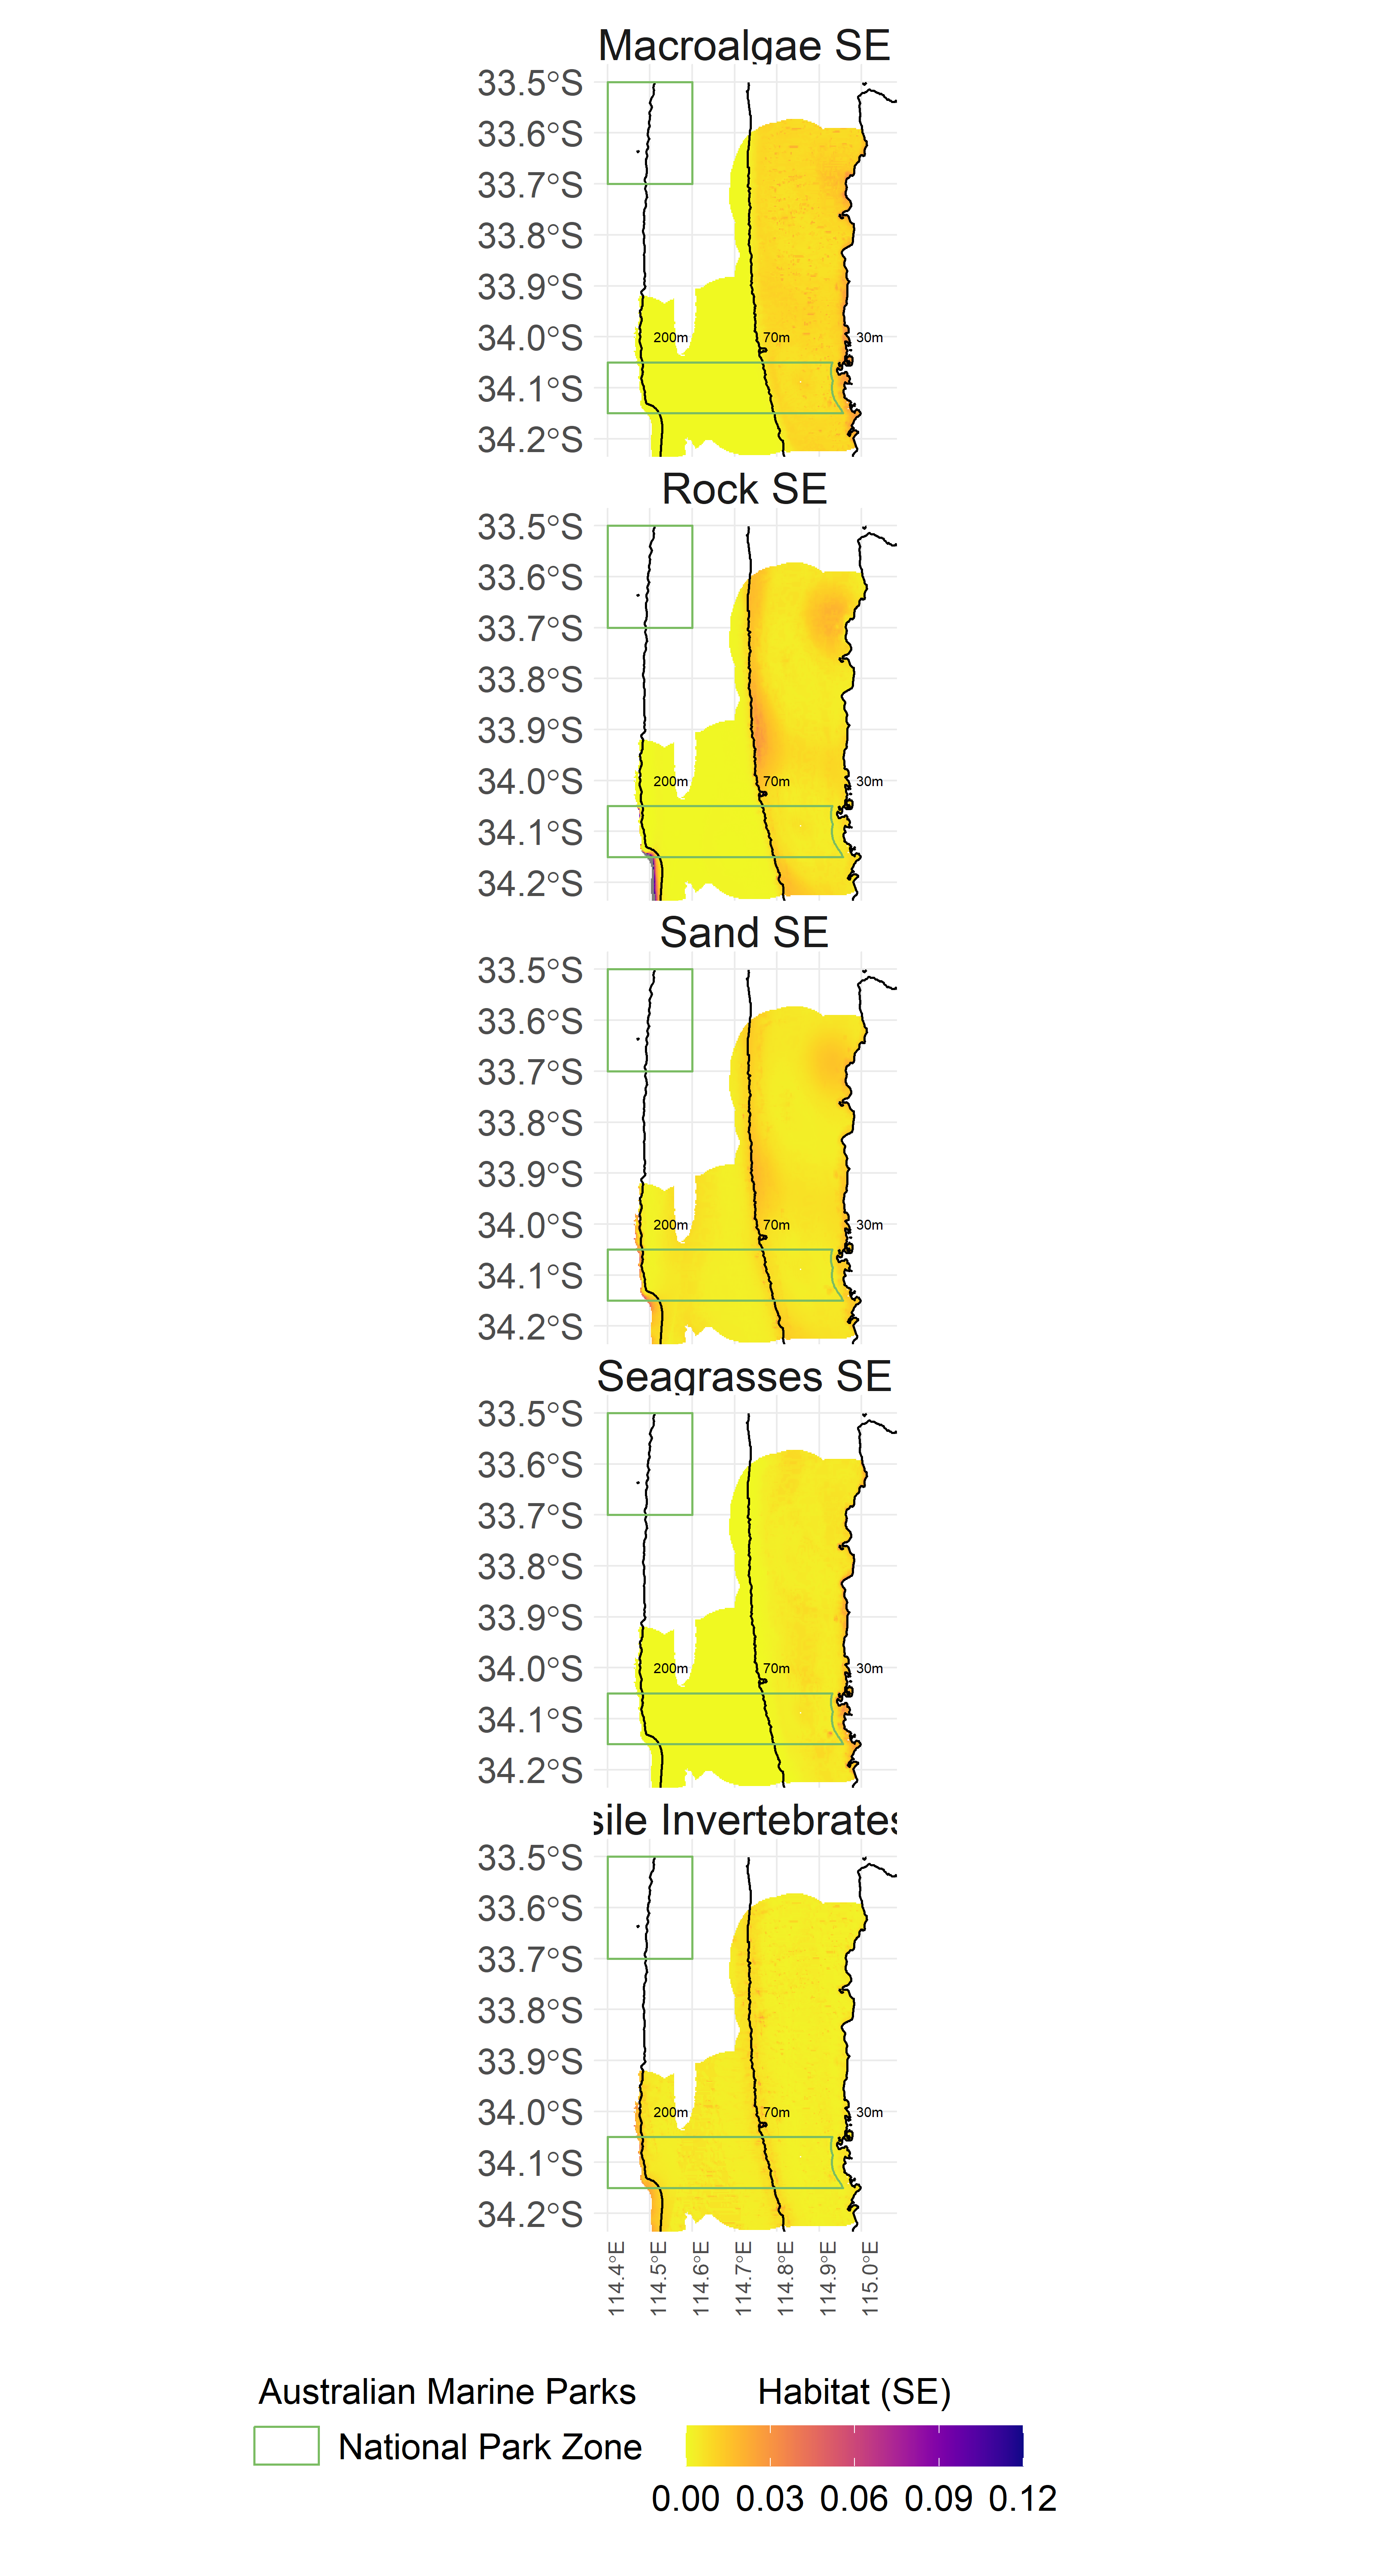 Macroalgae SE
33.5°S
33.6°S
33.7°S
33.8°S
33.9°S
34.0°S
34.1°S
34.2°S
200m 70m 30m
Rock SE
33.5°S
33.6°S
33.7°S
33.8°S
33.9°S
34.0°S
34.1°S
34.2°S
200m 70m 30m
Sand SE
33.5°S
33.6°S
33.7°S
33.8°S
33.9°S
34.0°S
34.1°S
34.2°S
200m 70m 30m
Seagrasses SE
33.5°S
33.6°S
33.7°S
33.8°S
33.9°S
34.0°S
34.1°S
34.2°S
200m 70m 30m
sile Invertebrates
33.5°S
33.6°S
33.7°S
33.8°S
33.9°S
34.0°S
34.1°S
34.2°S
200m 70m 30m
114.4°E 114.5°E 114.6°E 114.7°E 114.8°E 114.9°E 115.0°E
Australian Marine Parks
National Park Zone
Habitat (SE)
0.00 0.03 0.06 0.09 0.12